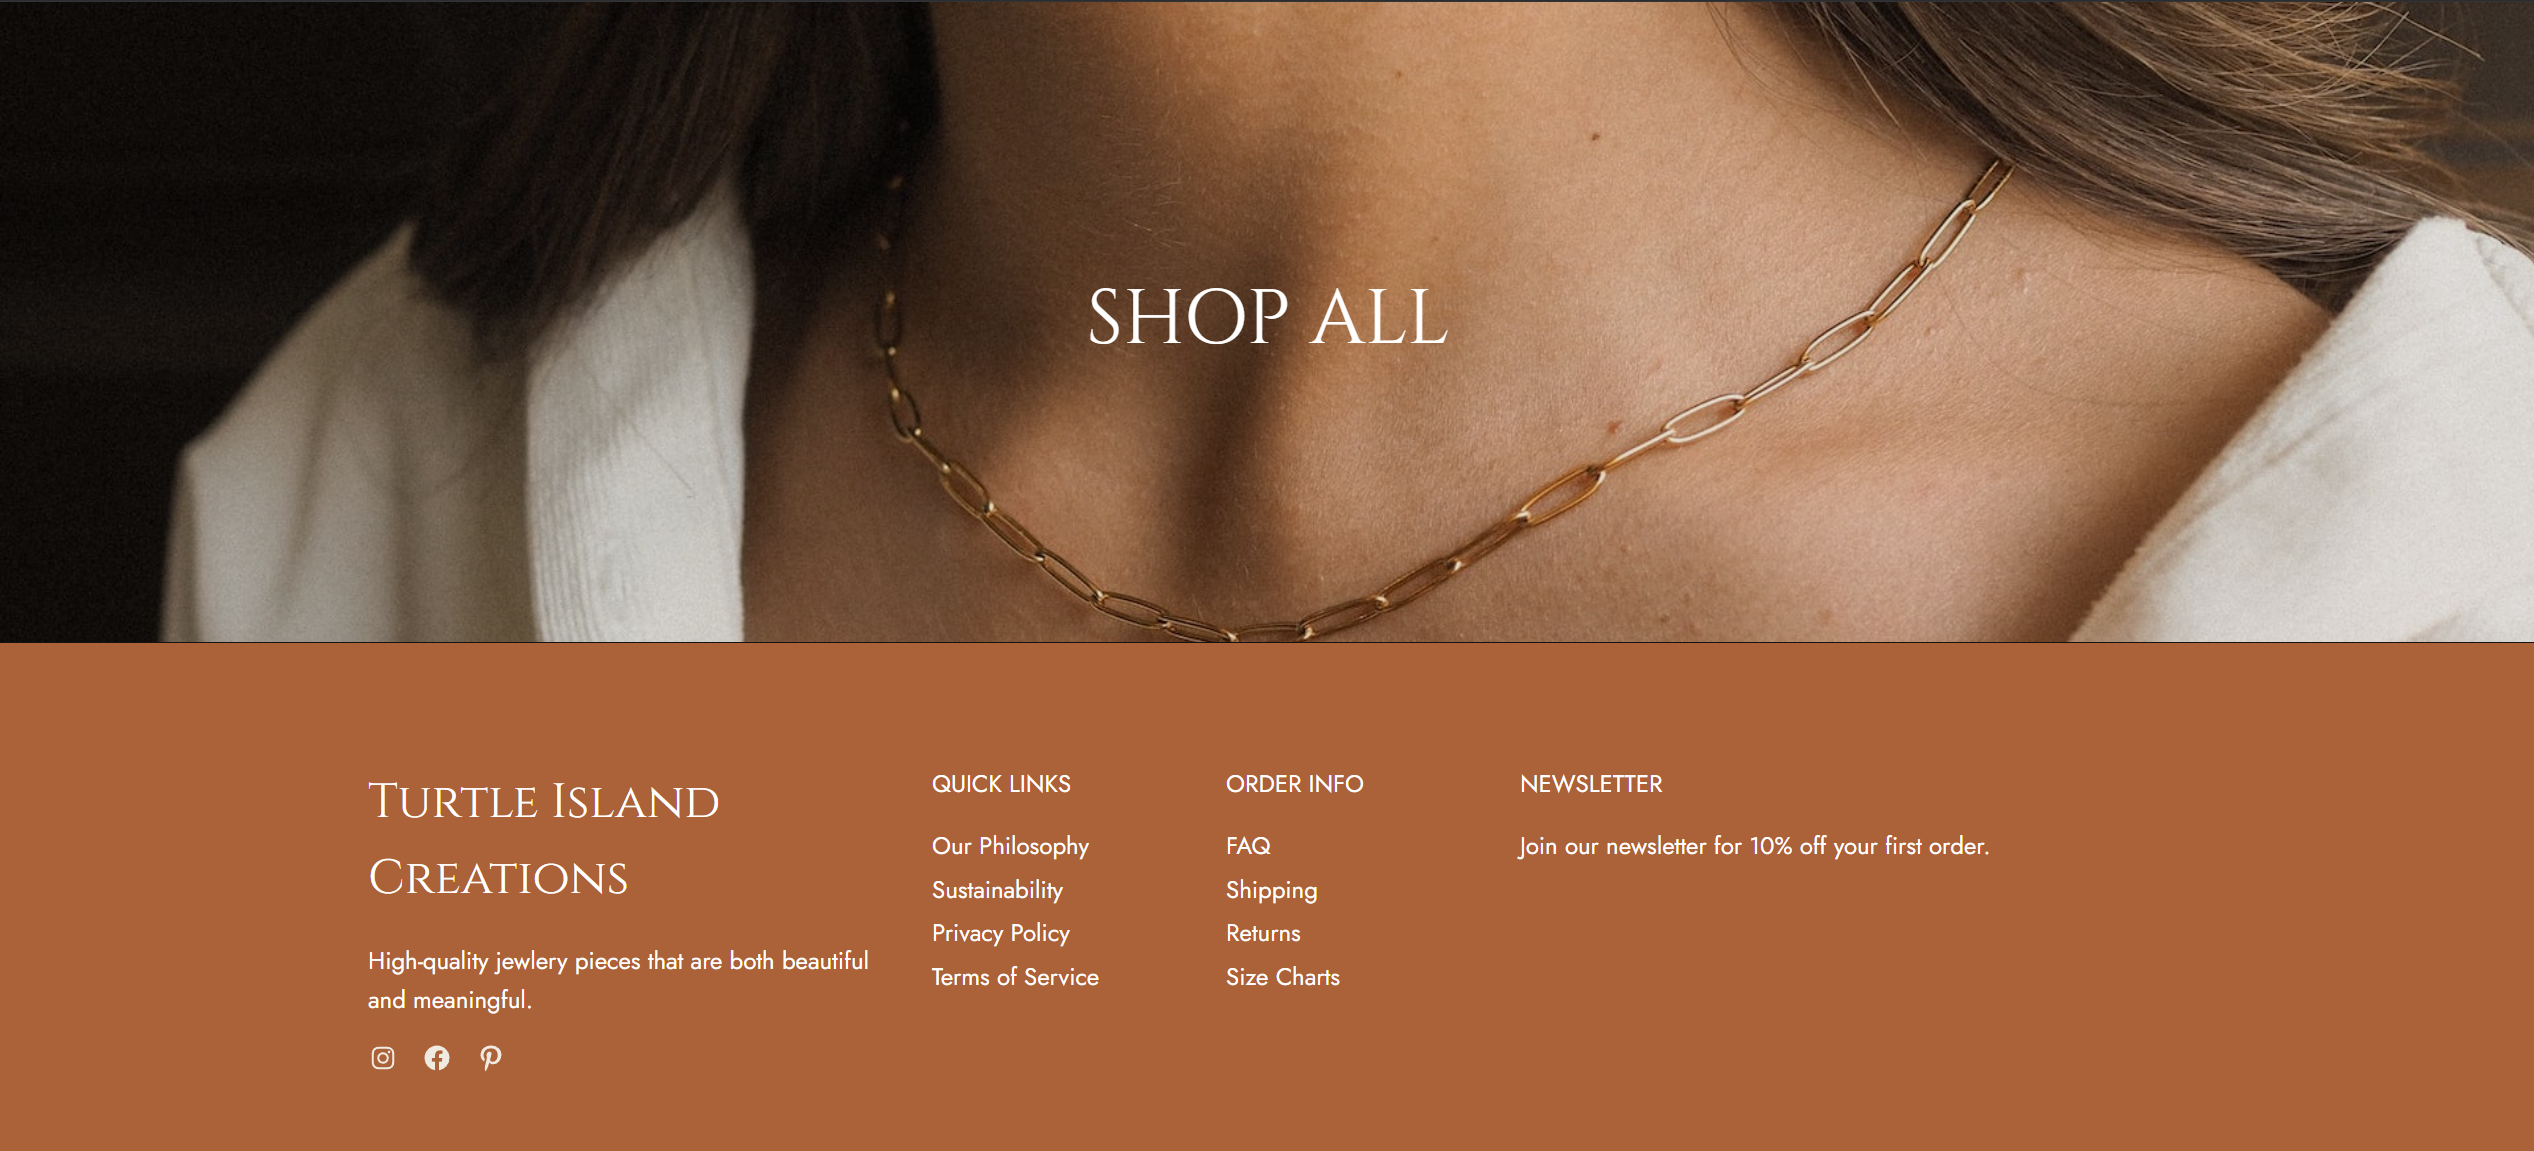 SHOP ALL
Turtle Island
Creations
High-quality jewlery pieces that are both beautiful
and meaningful.
QUICK LINKS
Our Philosophy
Sustainability
Privacy Policy
Terms of Service
ORDER INFO
FAQ
Shipping
Returns
Size Charts
NEWSLETTER
Join our newsletter for 10% off your first order.